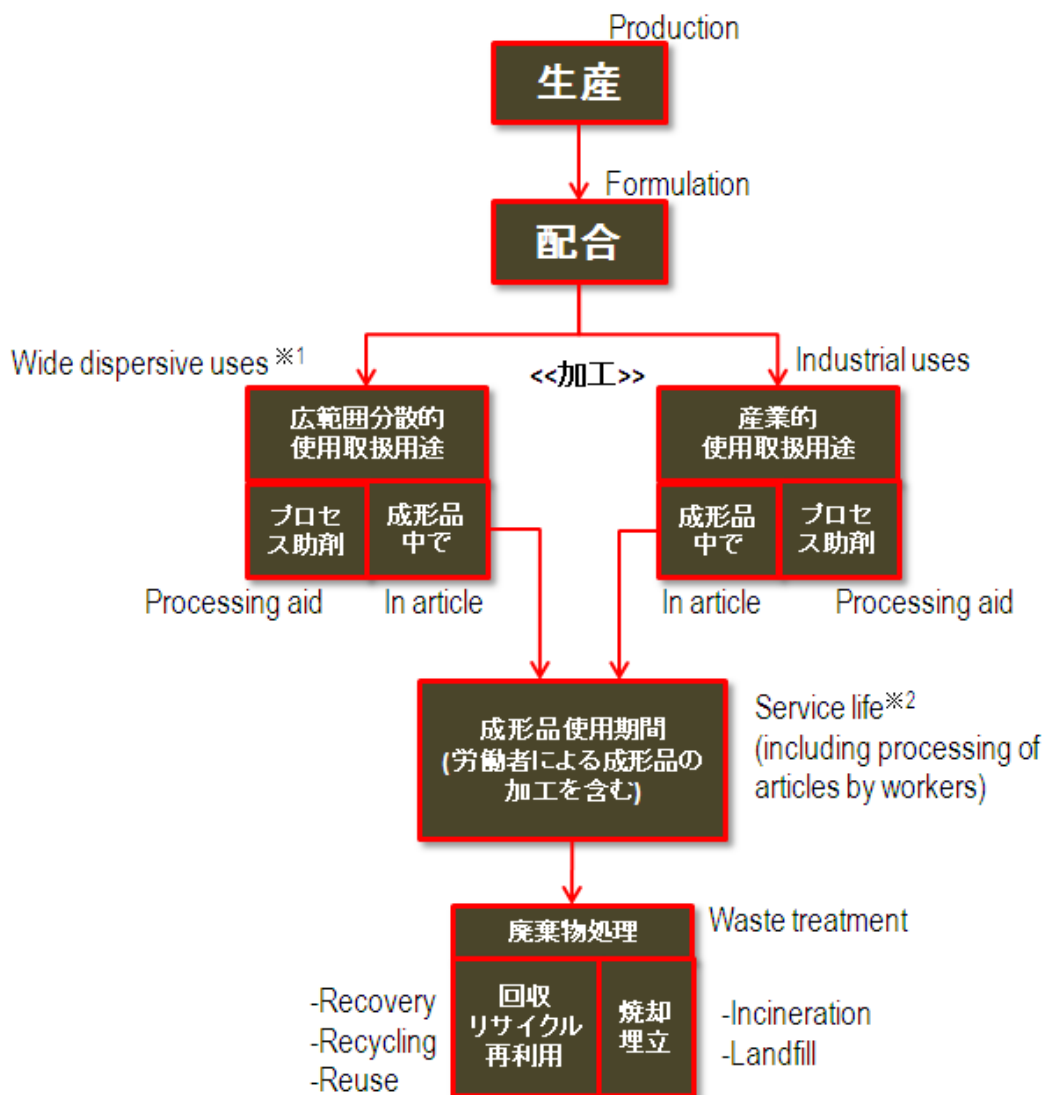 Production
生産
Formulation
配合
Wide dispersive uses ※1
<<加工>>
Industrial uses
広範囲分散的
使用取扱用途
産業的
使用取扱用途
プロセ
ス助剤
成形品
中で
成形品
中で
プロセ
ス助剤
Processing aid
In article
In article
Processing aid
成形品使用期間
(労働者による成形品の
加工を含む)
Service life※2
(including processing of
articles by workers)
廃棄物処理
Waste treatment
-Recovery
-Recycling
-Reuse
回収
リサイクル
再利用
焼却
埋立
-Incineration
-Landfill